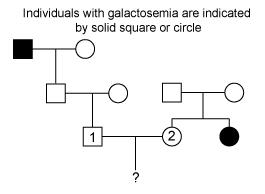 Individuals with galactosemia are indicated
by solid square or circle
1
2
?